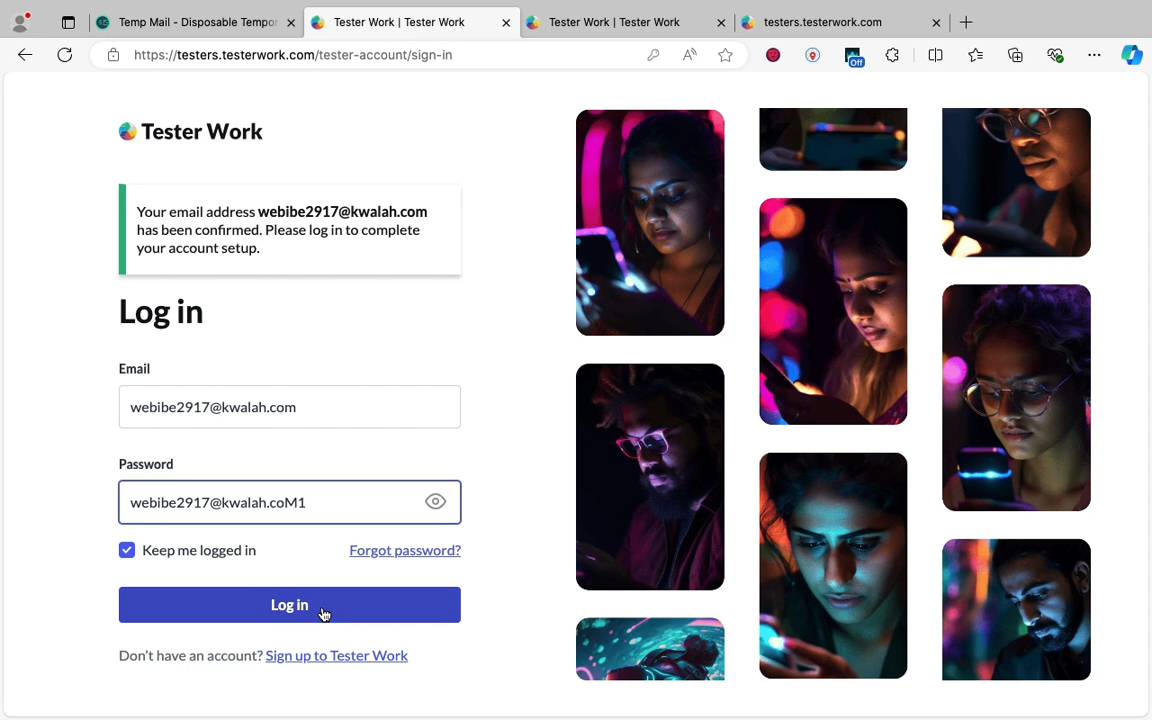 Temp Mail - Disposable Tempor
Tester Work | Tester Work
Tester Work | Tester Work
testers.testerwork.com
https://testers.testerwork.com/tester-account/sign-in
Off
Tester Work
Your email address webibe2917@kwalah.com
has been confirmed. Please log in to complete
your account setup.
Log in
Email
webibe2917@kwalah.com
Password
webibe2917@kwalah.coM1
Keep me logged in
Forgot password?
Log in
Don't have an account? Sign up to Tester Work